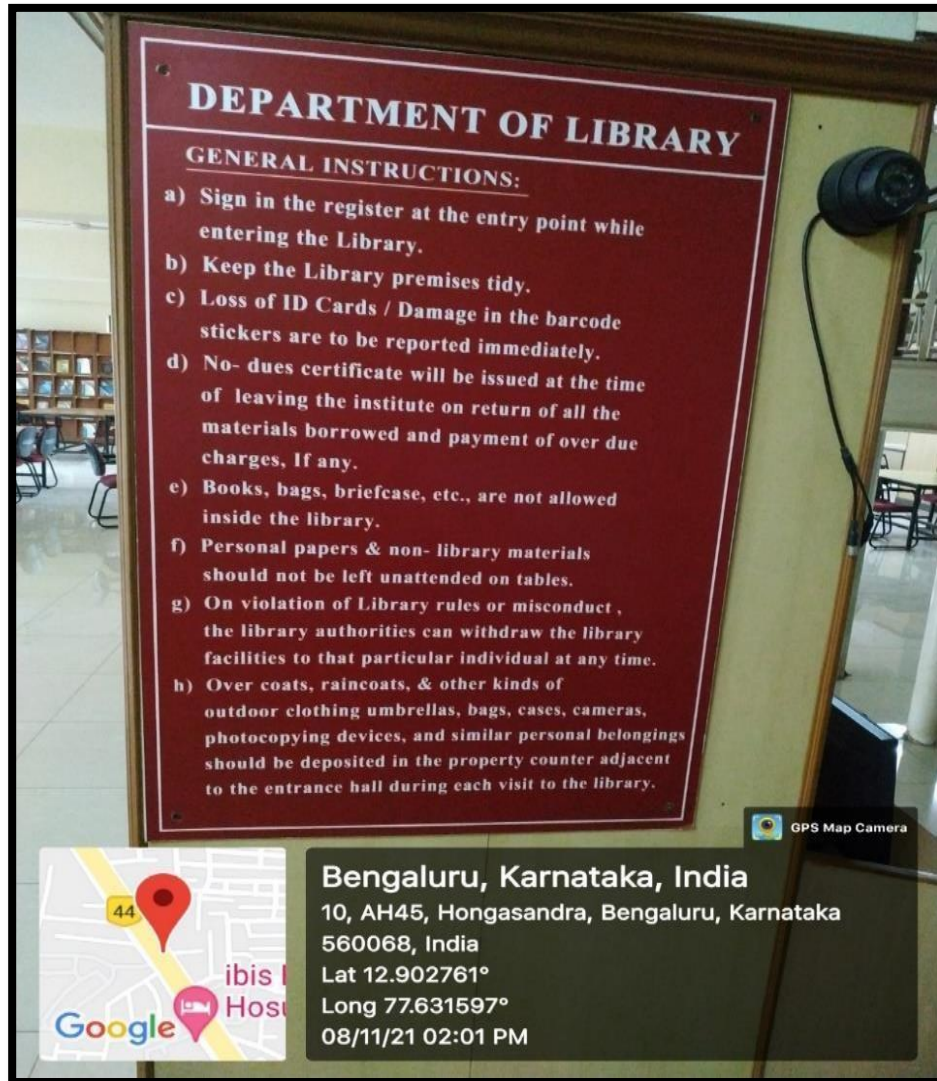 DEPARTMENT OF LIBRARY
GENERAL INSTRUCTIONS:
a) Sign in the register at the entry point while
entering the Library.
b) Keep the Library premises tidy.
c) Loss of ID Cards / Damage in the barcode
stickers are to be reported immediately.
d) No- dues certificate will be issued at the time
of leaving the institute on return of all the
materials borrowed and payment of over due
charges, If any.
e) Books, bags, briefcase, etc., are not allowed
inside the library.
f) Personal papers & non- library materials
should not be left unattended on tables.
g) On violation of Library rules or misconduct ,
the library authorities can withdraw the library
facilities to that particular individual at any time.
h) Over coats, raincoats, & other kinds of
outdoor clothing umbrellas, bags, cases, cameras,
photocopying devices, and similar personal belongings
should be deposited in the property counter adjacent
to the entrance hall during each visit to the library.
GPS Map Camera
44
ibis
Google
Bengaluru, Karnataka, India
10, AH45, Hongasandra, Bengaluru, Karnataka
560068, India
Lat 12.902761°
Long 77.631597°
08/11/21 02:01 PM